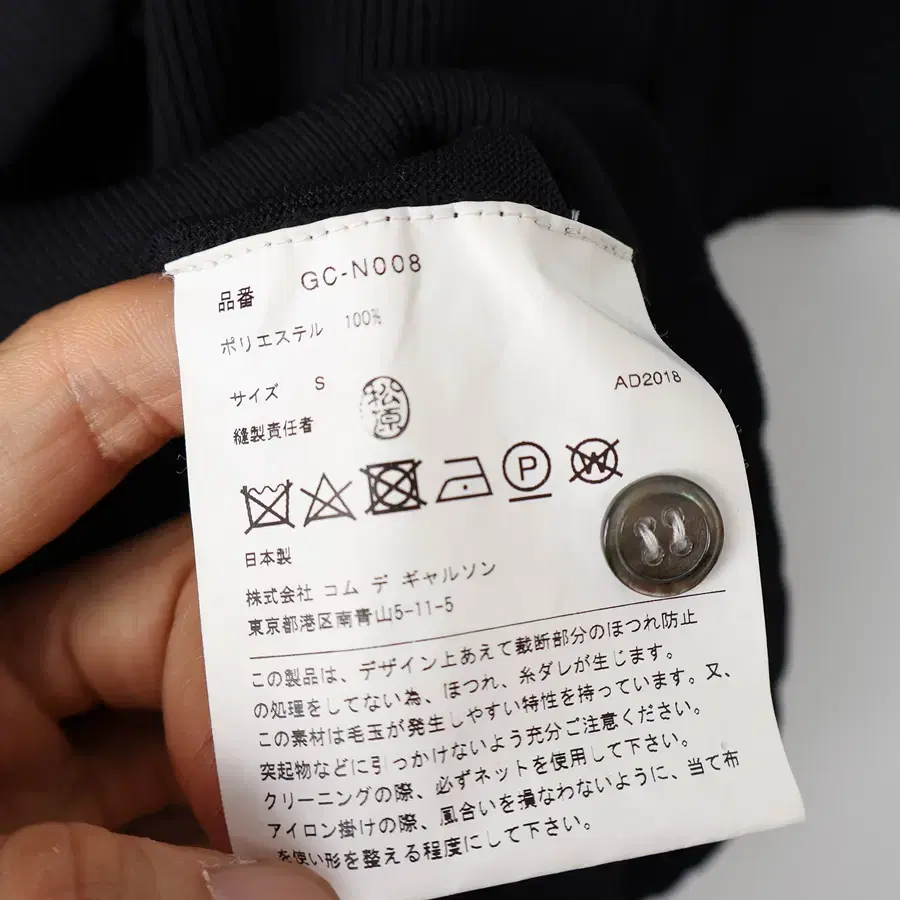 品番 GC-N008
ポリエステル 100%
サイズ S
AD2018
縫製責任者 松原
P W
日本製
株式会社 コム デ ギャルソン
東京都港区南青山5-11-5
この製品は、デザイン上あえて裁断部分のほつれ防止
の処理をしてない為、ほつれ、糸ダレが生じます。
この素材は毛玉が発生しやすい特性を持っています。又、
突起物などに引っかけないよう充分ご注意ください。
クリーニングの際、必ずネットを使用して下さい。
アイロン掛けの際、風合いを損なわないように、当て布
を使い形を整える程度にして下さい。